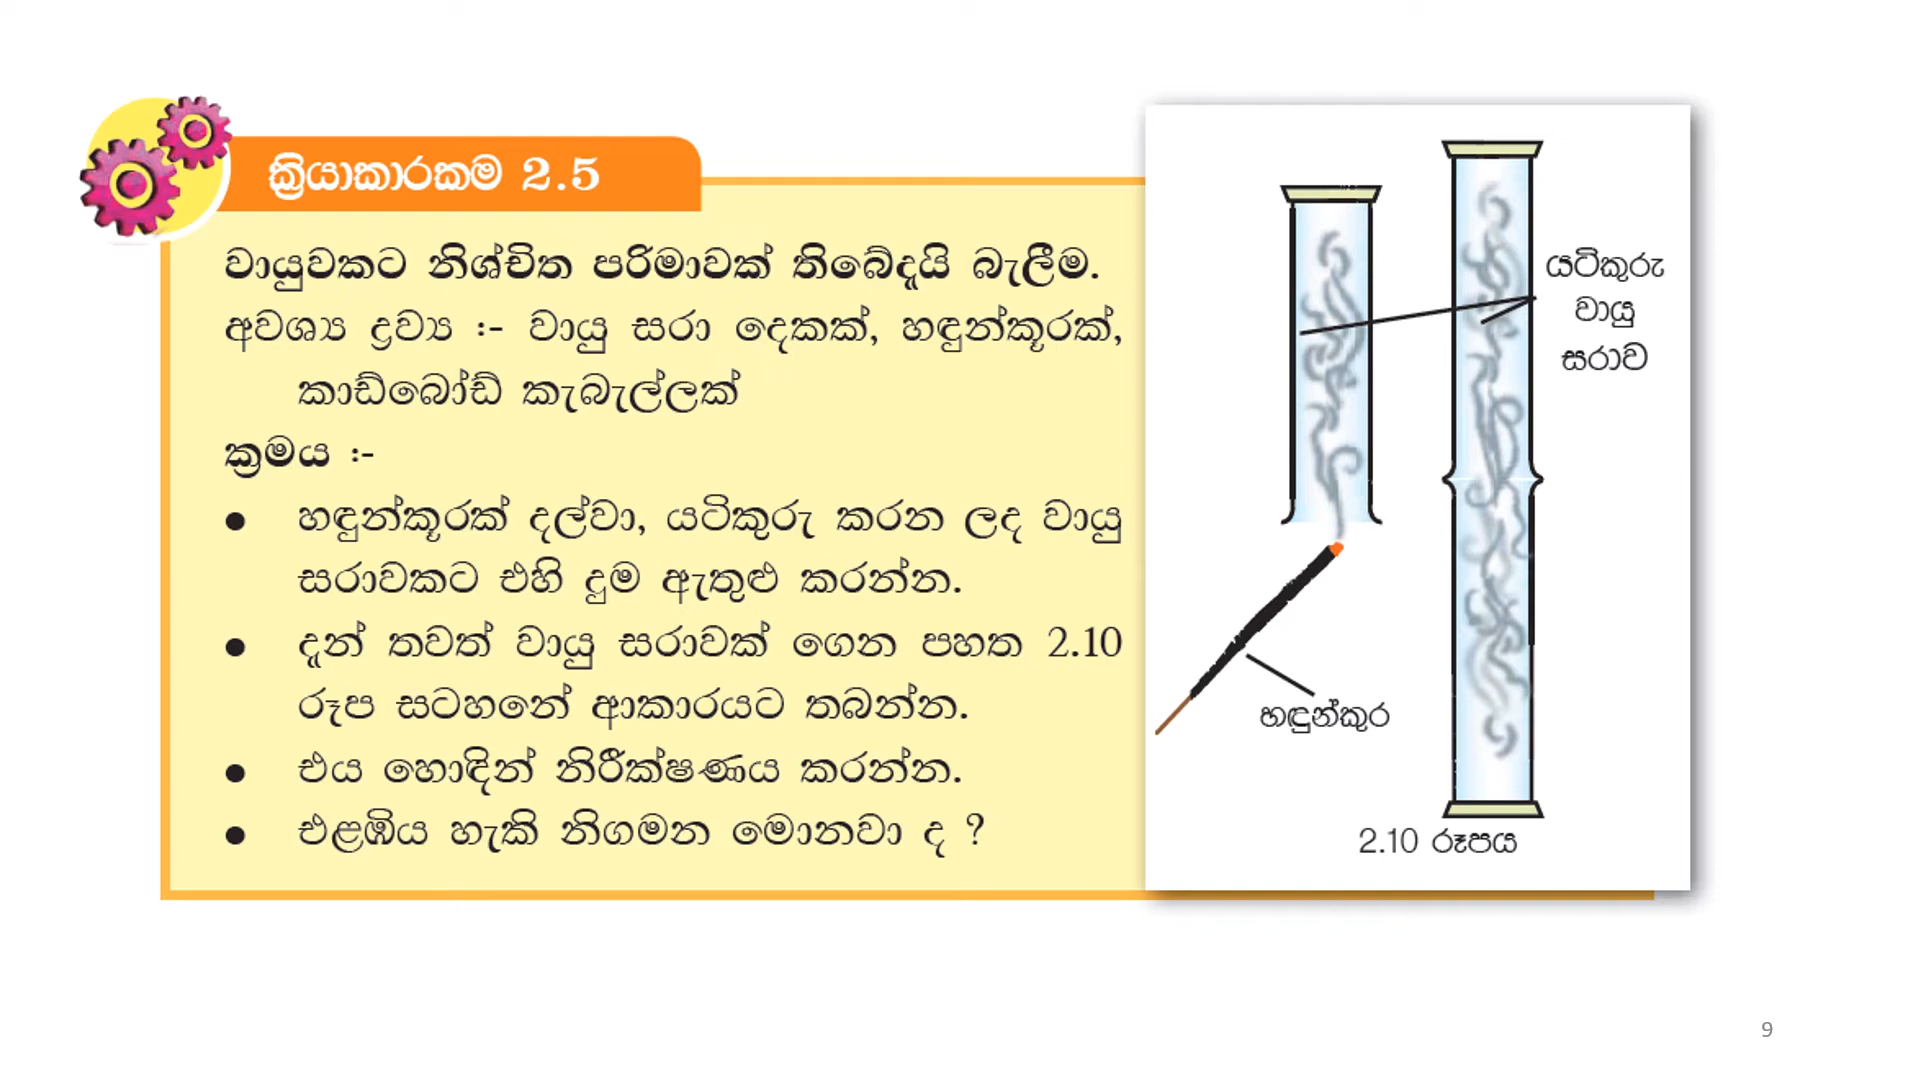 ක්‍රියාකාරකම 2.5
වායුවකට නිශ්චිත පරිමාවක් තිබේදැයි බැලීම.
අවශ්‍ය ද්‍රව්‍ය :- වායු සරා දෙකක්, හඳුන්කූරක්,
කාඩ්බෝඩ් කැබැල්ලක්
ක්‍රමය :-
● හඳුන්කූරක් දල්වා, යටිකුරු කරන ලද වායු
සරාවකට එහි දුම ඇතුළු කරන්න.
● දැන් තවත් වායු සරාවක් ගෙන පහත 2.10
රූප සටහනේ ආකාරයට තබන්න.
● එය හොඳින් නිරීක්ෂණය කරන්න.
● එළඹිය හැකි නිගමන මොනවා ද ?
යටිකුරු
වායු
සරාව
හඳුන්කුර
2.10 රූපය
9